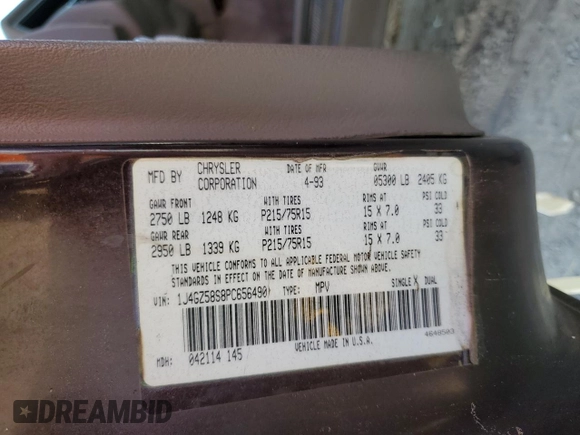 MFD BY CHRYSLER CORPORATION DATE OF MFR 4-93 GVWR 05300 LB 2405 KG
GAWR FRONT WITH TIRES RIMS AT PSI COLD
2750 LB 1248 KG P215/75R15 15 X 7.0 33
GAWR REAR WITH TIRES RIMS AT PSI COLD
2950 LB 1339 KG P215/75R15 15 X 7.0 33
THIS VEHICLE CONFORMS TO ALL APPLICABLE FEDERAL MOTOR VEHICLE SAFETY
STANDARDS IN EFFECT ON THE DATE OF MANUFACTURE SHOWN ABOVE.
VIN: 1J4GZ58S8PC656490 TYPE: MPV SINGLE X DUAL
MDH: 042114 145 VEHICLE MADE IN U.S.A.
DREAMBID